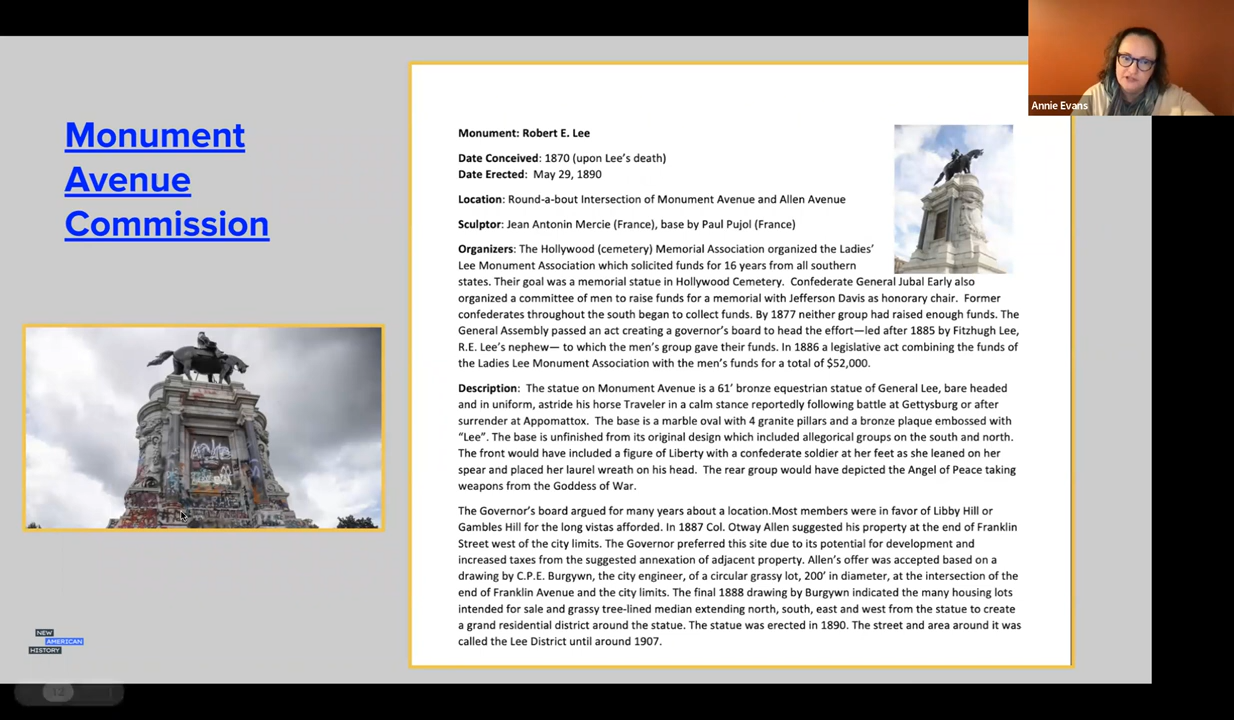 Monument
Avenue
Commission
Monument: Robert E. Lee
Date Conceived: 1870 (upon Lee's death)
Date Erected: May 29, 1890
Location: Round-a-bout Intersection of Monument Avenue and Allen Avenue
Sculptor: Jean Antonin Mercie (France), base by Paul Pujol (France)
Organizers: The Hollywood (cemetery) Memorial Association organized the Ladies'
Lee Monument Association which solicited funds for 16 years from all southern
states. Their goal was a memorial statue in Hollywood Cemetery. Confederate General Jubal Early also
organized a committee of men to raise funds for a memorial with Jefferson Davis as honorary chair. Former
confederates throughout the south began to collect funds. By 1877 neither group had raised enough funds. The
General Assembly passed an act creating a governor's board to head the effort—led after 1885 by Fitzhugh Lee,
R.E. Lee's nephew— to which the men's group gave their funds. In 1886 a legislative act combining the funds of
the Ladies Lee Monument Association with the men's funds for a total of $52,000.
Description: The statue on Monument Avenue is a 61' bronze equestrian statue of General Lee, bare headed
and in uniform, astride his horse Traveler in a calm stance reportedly following battle at Gettysburg or after
surrender at Appomattox. The base is a marble oval with 4 granite pillars and a bronze plaque embossed with
"Lee". The base is unfinished from its original design which included allegorical groups on the south and north.
The front would have included a figure of Liberty with a confederate soldier at her feet as she leaned on her
spear and placed her laurel wreath on his head. The rear group would have depicted the Angel of Peace taking
weapons from the Goddess of War.
The Governor's board argued for many years about a location.Most members were in favor of Libby Hill or
Gambles Hill for the long vistas afforded. In 1887 Col. Otway Allen suggested his property at the end of Franklin
Street west of the city limits. The Governor preferred this site due to its potential for development and
increased taxes from the suggested annexation of adjacent property. Allen's offer was accepted based on a
drawing by C.P.E. Burgwyn, the city engineer, of a circular grassy lot, 200' in diameter, at the intersection of the
end of Franklin Avenue and the city limits. The final 1888 drawing by Burgwyn indicated the many housing lots
intended for sale and grassy tree-lined median extending north, south, east and west from the statue to create
a grand residential district around the statue. The statue was erected in 1890. The street and area around it was
called the Lee District until around 1907.
Annie Evans
NEW
AMERICAN
HISTORY
12